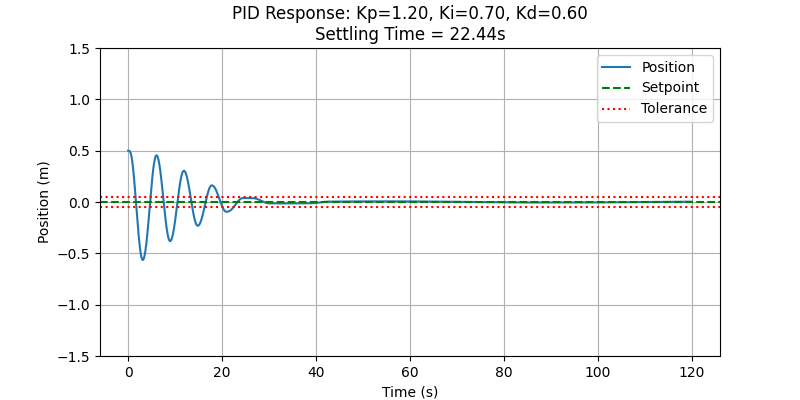 PID Response: Kp=1.20, Ki=0.70, Kd=0.60
Settling Time = 22.44s
Position
Setpoint
Tolerance
1.5
1.0
0.5
0.0
−0.5
−1.0
−1.5
Position (m)
0 20 40 60 80 100 120
Time (s)